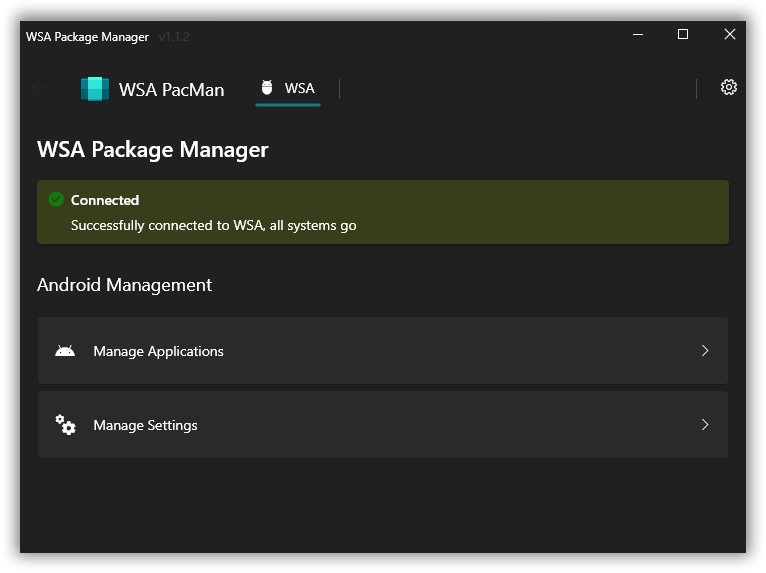 WSA Package Manager v1.1.2
WSA PacMan
WSA
WSA Package Manager
Connected
Successfully connected to WSA, all systems go
Android Management
Manage Applications
Manage Settings